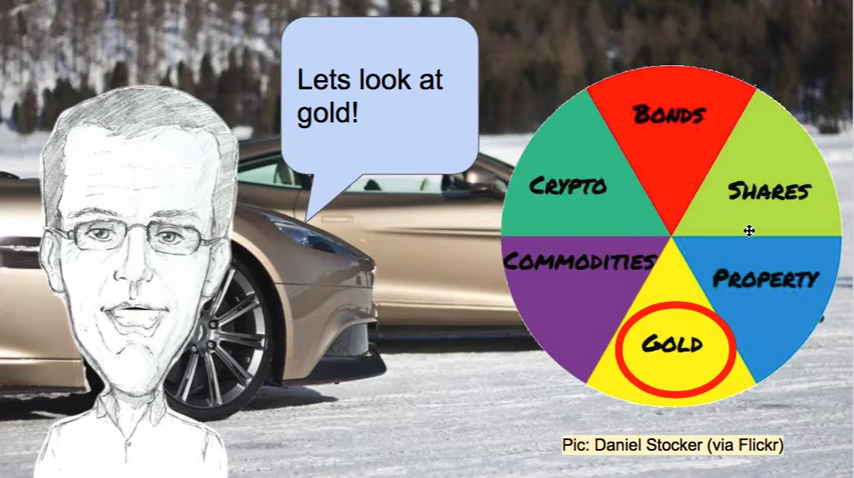 Lets look at
gold!
BONDS
CRYPTO
SHARES
COMMODITIES
PROPERTY
GOLD
Pic: Daniel Stocker (via Flickr)